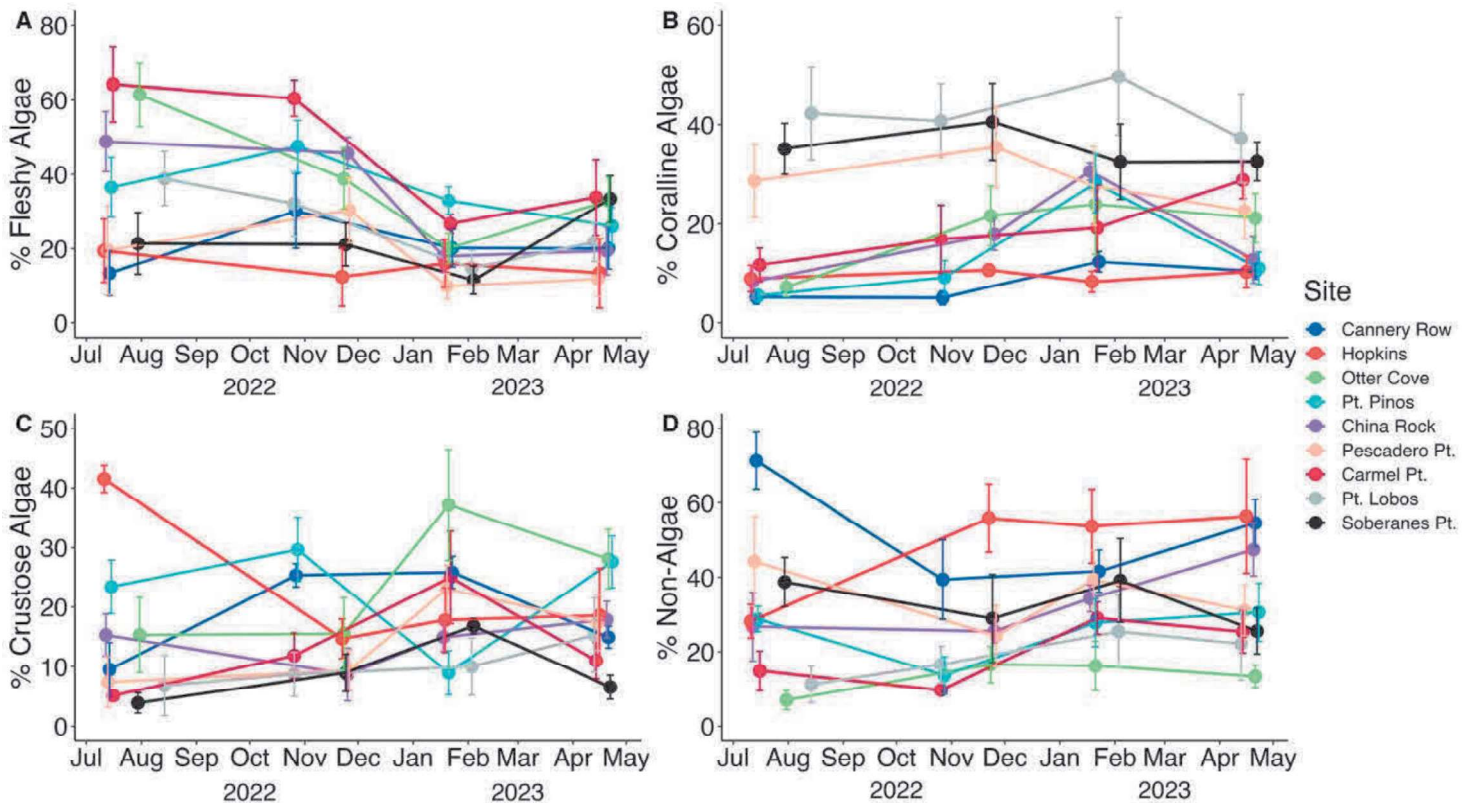 A
% Fleshy Algae
80
60
40
20
0
Jul Aug Sep Oct Nov Dec Jan Feb Mar Apr May
2022 2023
B
% Coralline Algae
60
40
20
0
Jul Aug Sep Oct Nov Dec Jan Feb Mar Apr May
2022 2023
C
% Crustose Algae
50
40
30
20
10
0
Jul Aug Sep Oct Nov Dec Jan Feb Mar Apr May
2022 2023
D
% Non-Algae
80
60
40
20
0
Jul Aug Sep Oct Nov Dec Jan Feb Mar Apr May
2022 2023
Site
Cannery Row
Hopkins
Otter Cove
Pt. Pinos
China Rock
Pescadero Pt.
Carmel Pt.
Pt. Lobos
Soberanes Pt.